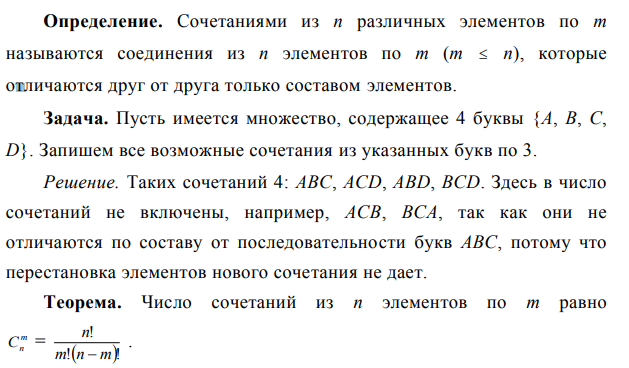 Определение. Сочетаниями из n различных элементов по m
называются соединения из n элементов по m (m ≤ n), которые
отличаются друг от друга только составом элементов.
Задача. Пусть имеется множество, содержащее 4 буквы {A, B, C,
D}. Запишем все возможные сочетания из указанных букв по 3.
Решение. Таких сочетаний 4: ABC, ACD, ABD, BCD. Здесь в число
сочетаний не включены, например, ACB, BCA, так как они не
отличаются по составу от последовательности букв ABC, потому что
перестановка элементов нового сочетания не дает.
Теорема. Число сочетаний из n элементов по m равно
C_n^m = n! / m!(n − m)! .